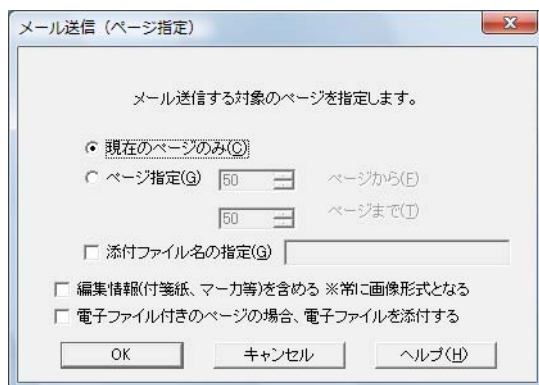 メール送信（ページ指定）
メール送信する対象のページを指定します。
現在のページのみ(C)
ページ指定(G) 50 ページから(F)
50 ページまで(T)
添付ファイル名の指定(G)
編集情報(付箋紙、マーカ等)を含める ※常に画像形式となる
電子ファイル付きのページの場合、電子ファイルを添付する
OK キャンセル ヘルプ(H)